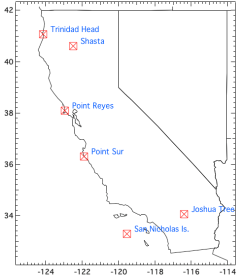 42
Trinidad Head
Shasta
40
Point Reyes
38
Point Sur
36
Joshua Tree
34
San Nicholas Is.
-124
-122
-120
-118
-116
-114